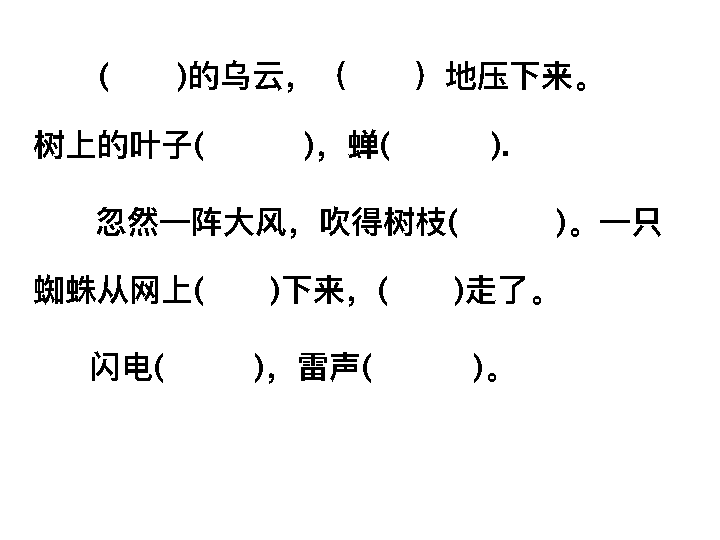 (　　)的乌云，（　　）地压下来。
树上的叶子(　　　)，蝉(　　　).
忽然一阵大风，吹得树枝(　　　)。一只
蜘蛛从网上(　　)下来，(　　)走了。
闪电(　　　)，雷声(　　　)。